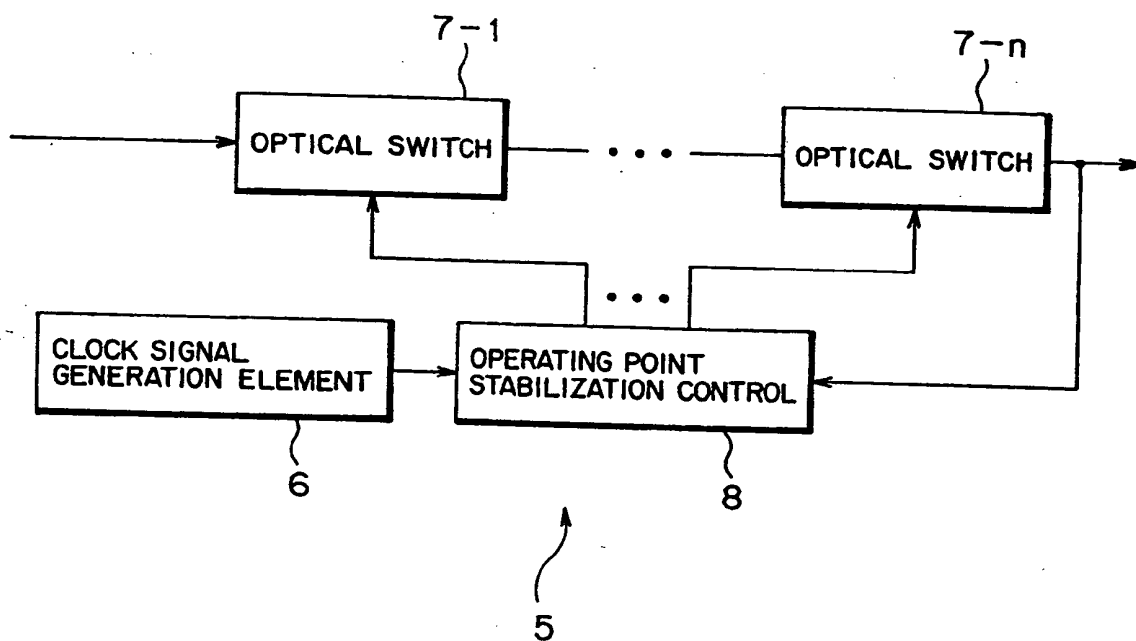 7-1
7-n
OPTICAL SWITCH
• • •
OPTICAL SWITCH
• • •
CLOCK SIGNAL
GENERATION ELEMENT
OPERATING POINT
STABILIZATION CONTROL
6
8
5